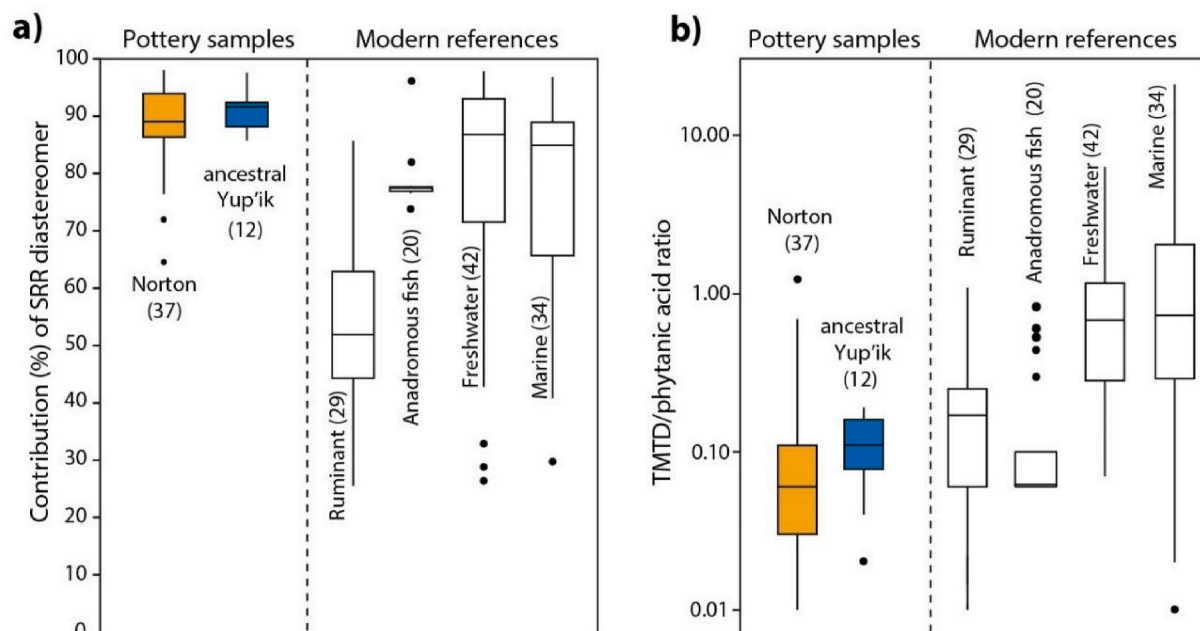 a)
Pottery samples
Modern references
Contribution (%) of SRR diastereomer
100
90
80
70
60
50
40
30
20
10
0
Norton
(37)
ancestral
Yup'ik
(12)
Ruminant (29)
Anadromous fish (20)
Freshwater (42)
Marine (34)
b)
Pottery samples
Modern references
TMTD/phytanic acid ratio
10.00
1.00
0.10
0.01
Norton
(37)
ancestral
Yup'ik
(12)
Ruminant (29)
Anadromous fish (20)
Freshwater (42)
Marine (34)